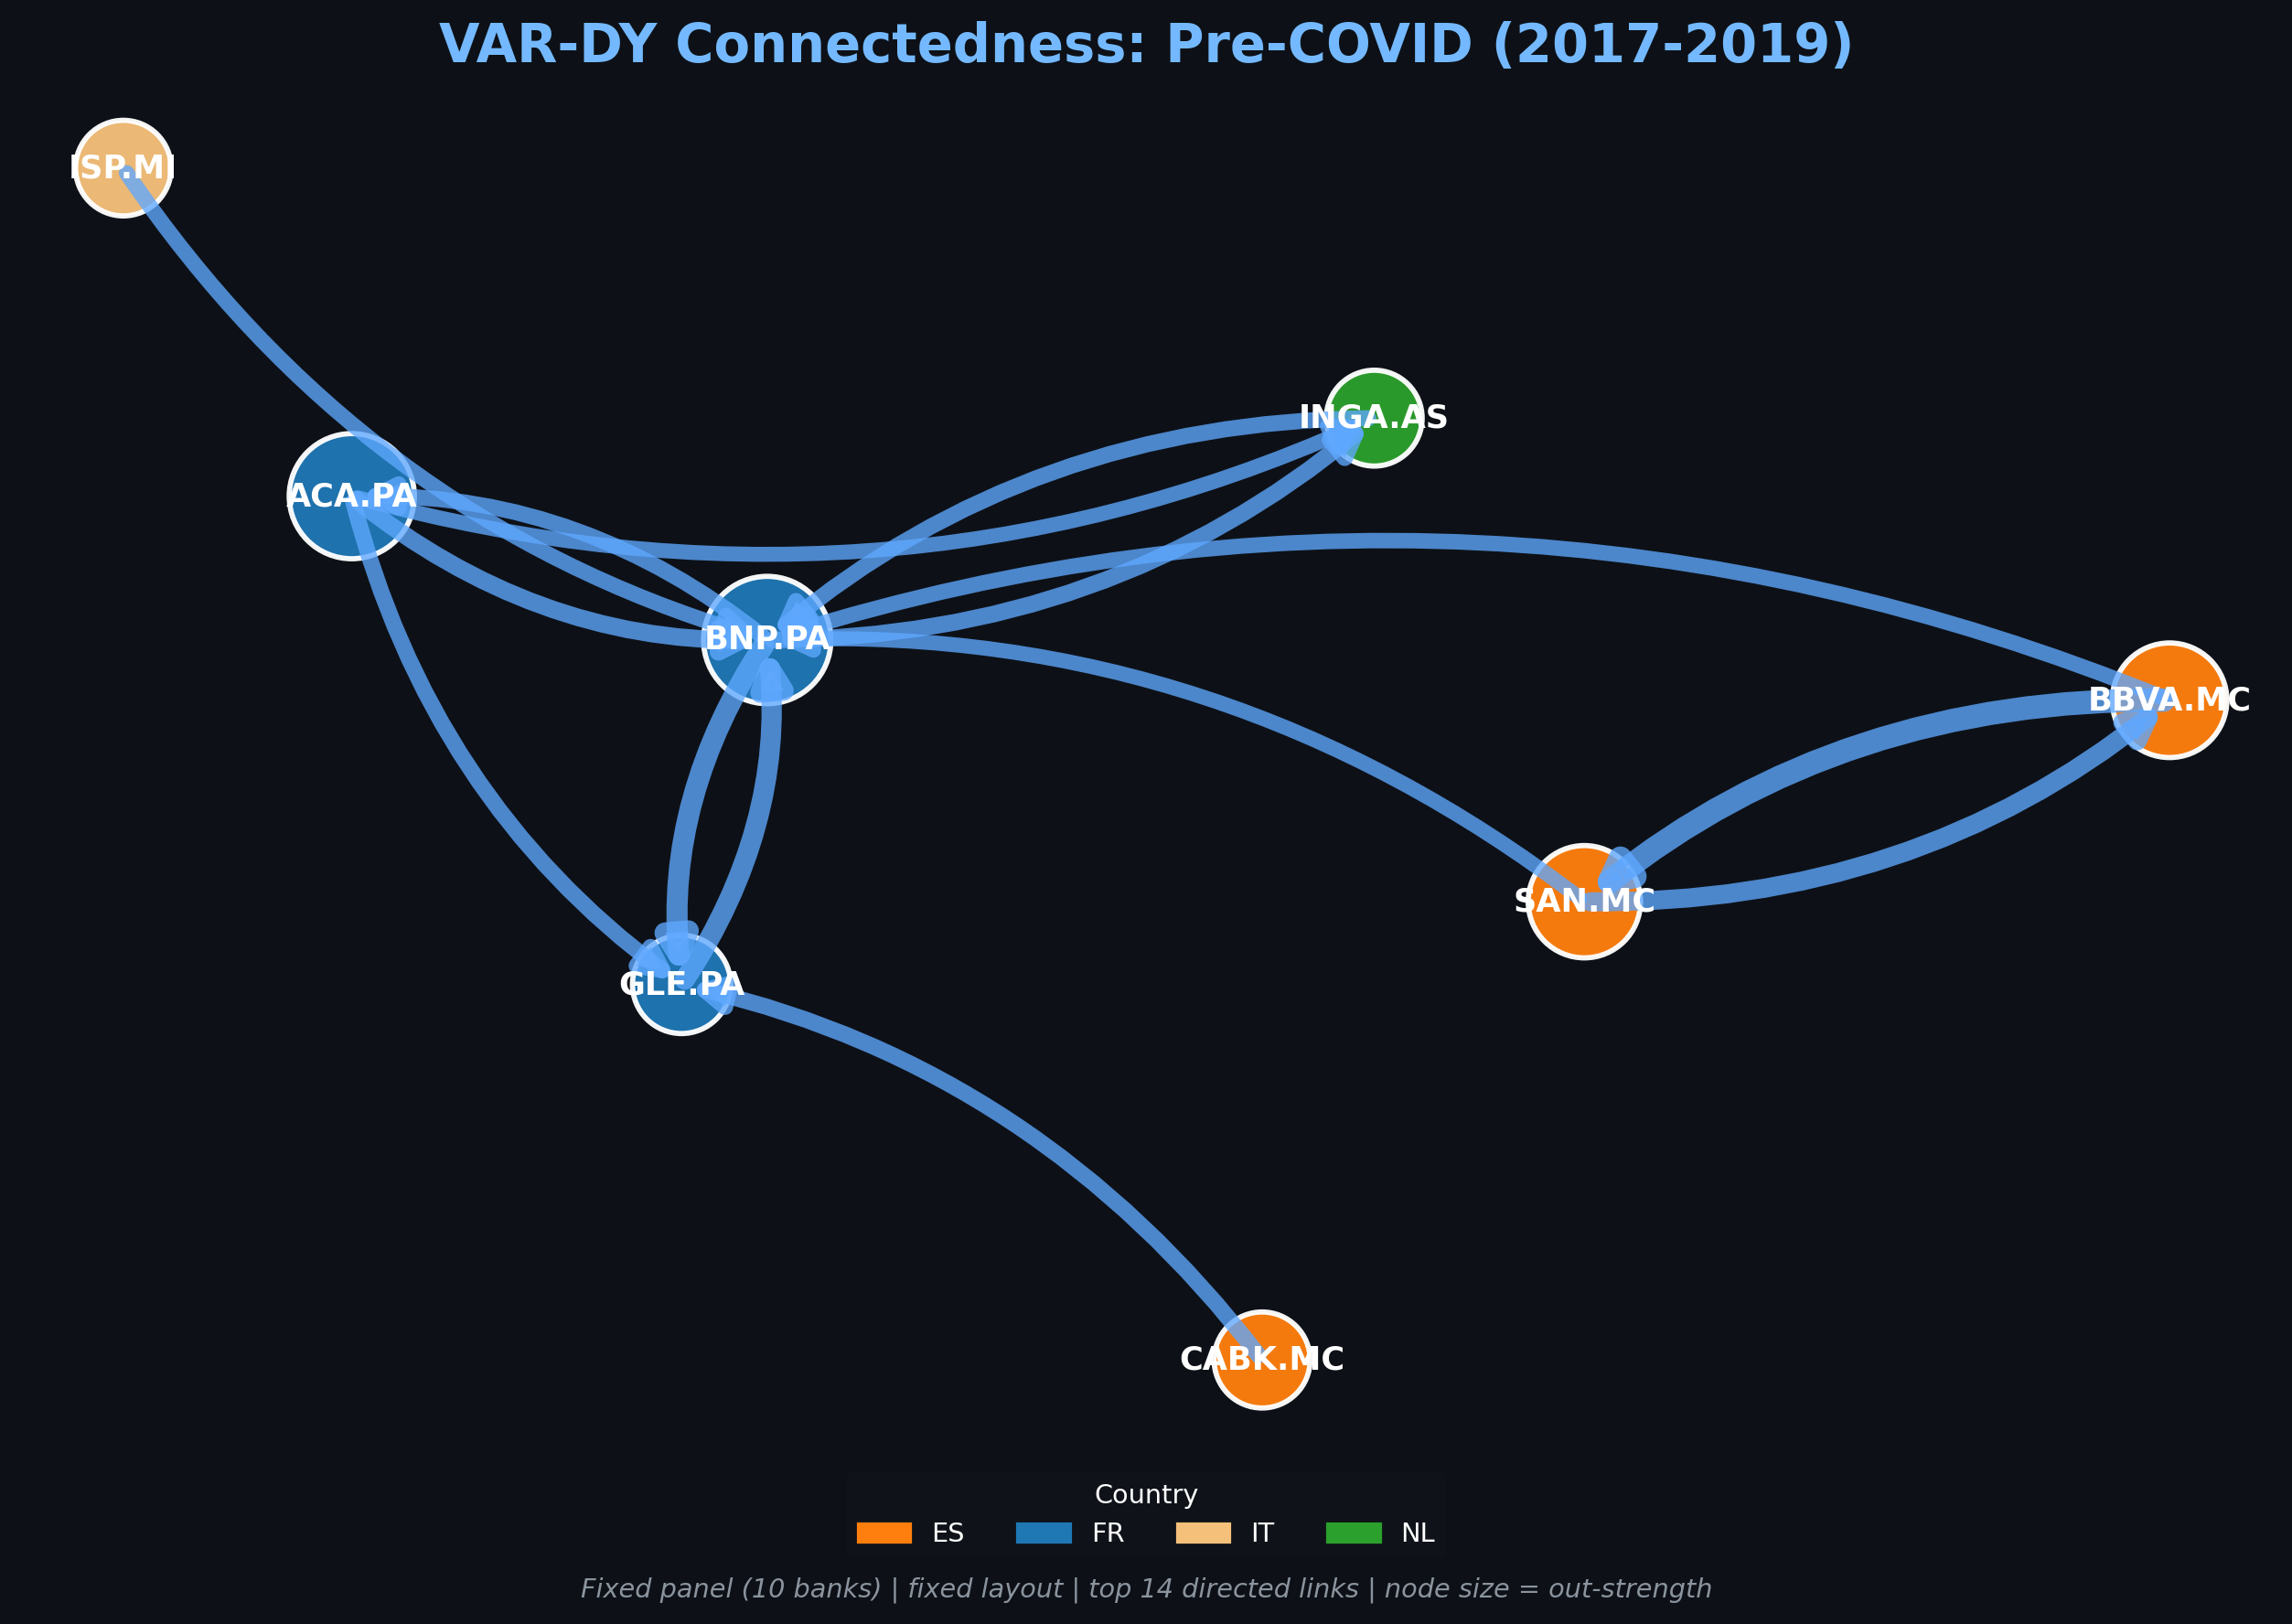 VAR-DY Connectedness: Pre-COVID (2017-2019)
ISP.MI
INGA.AS
ACA.PA
BNP.PA
BBVA.MC
SAN.MC
GLE.PA
CABK.MC
Country
ES FR IT NL
Fixed panel (10 banks) | fixed layout | top 14 directed links | node size = out-strength